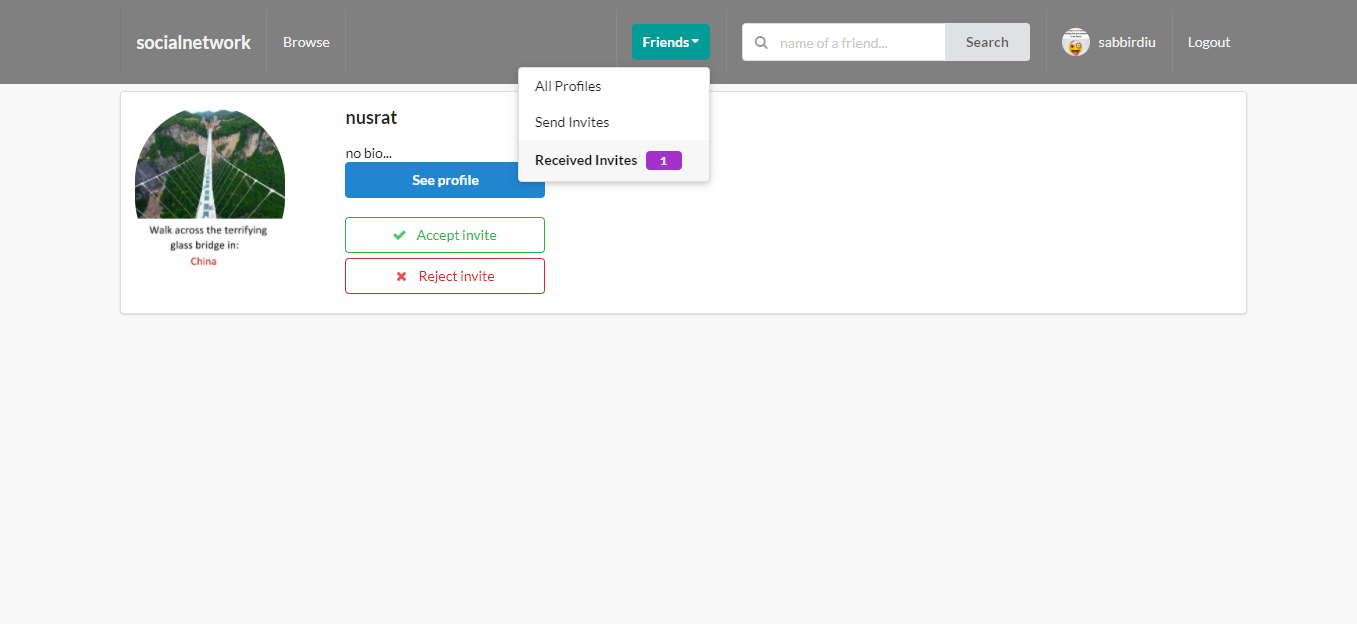 socialnetwork
Browse
Friends
name of a friend...
Search
sabbirdiu
Logout
All Profiles
Send Invites
Received Invites 1
nusrat
no bio...
See profile
Accept invite
Reject invite
Walk across the terrifying
glass bridge in:
China